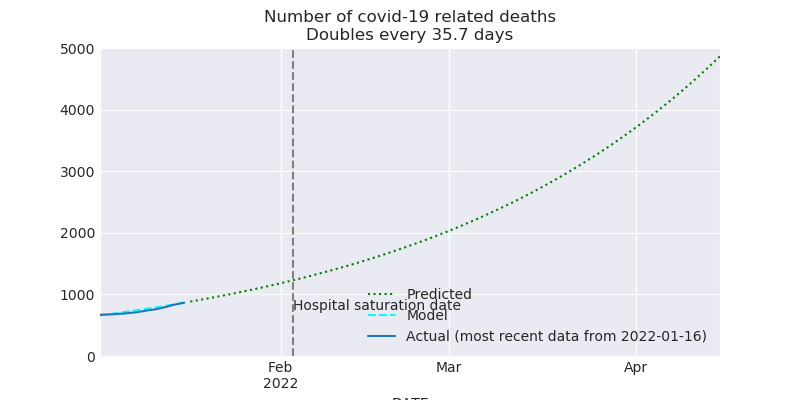 Number of covid-19 related deaths
Doubles every 35.7 days
5000
4000
3000
2000
1000
0
Predicted
Hospital saturation date
Model
Actual (most recent data from 2022-01-16)
Feb
2022
Mar
Apr
DATE